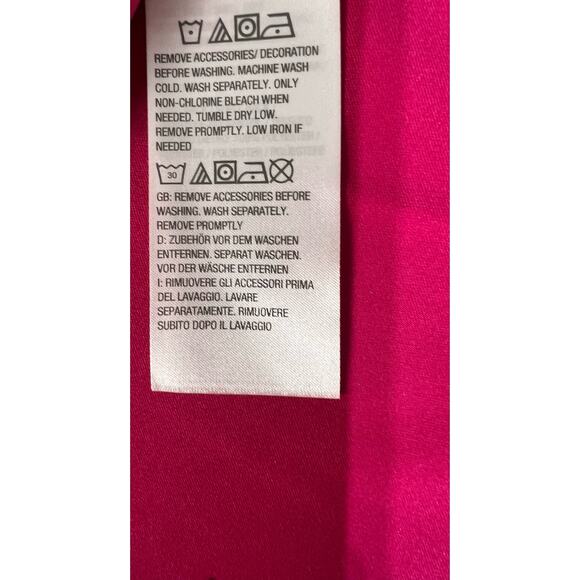 REMOVE ACCESSORIES/ DECORATION
BEFORE WASHING. MACHINE WASH
COLD. WASH SEPARATELY. ONLY
NON-CHLORINE BLEACH WHEN
NEEDED. TUMBLE DRY LOW.
REMOVE PROMPTLY. LOW IRON IF
NEEDED
30
GB: REMOVE ACCESSORIES BEFORE
WASHING. WASH SEPARATELY.
REMOVE PROMPTLY
D: ZUBEHÖR VOR DEM WASCHEN
ENTFERNEN. SEPARAT WASCHEN.
VOR DER WÄSCHE ENTFERNEN
I: RIMUOVERE GLI ACCESSORI PRIMA
DEL LAVAGGIO. LAVARE
SEPARATAMENTE. RIMUOVERE
SUBITO DOPO IL LAVAGGIO